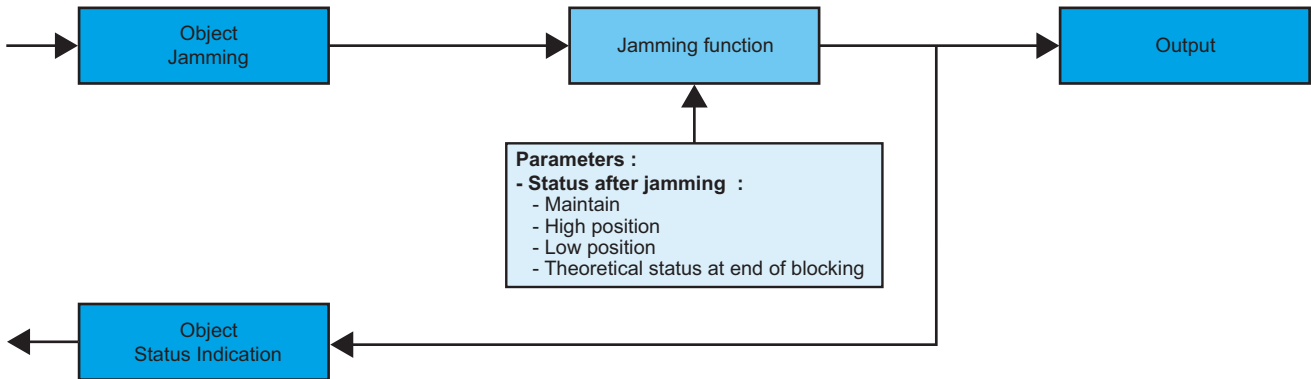 Object
Jamming
Jamming function
Output
Parameters :
- Status after jamming :
- Maintain
- High position
- Low position
- Theoretical status at end of blocking
Object
Status Indication